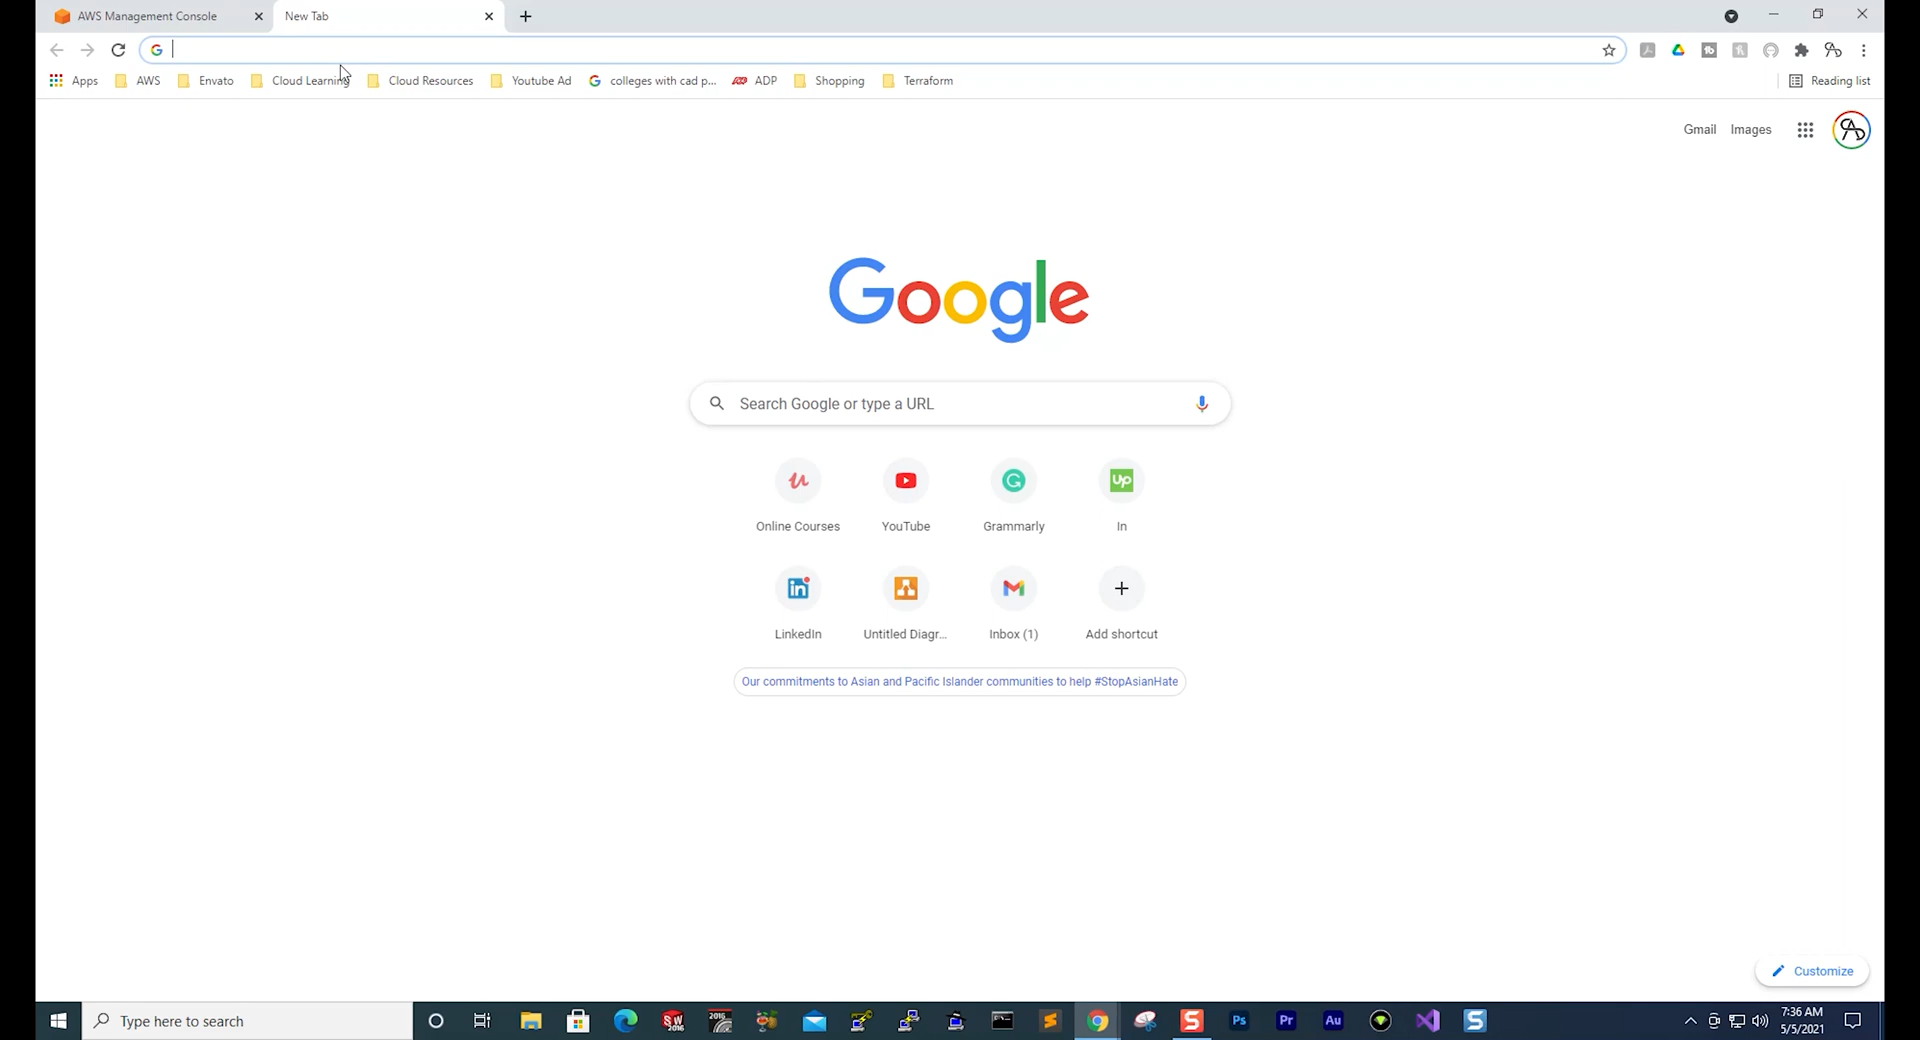 AWS Management Console
New Tab
Apps AWS Envato Cloud Learning Cloud Resources Youtube Ad colleges with cad p... ADP Shopping Terraform Reading list
Gmail Images
Google
Search Google or type a URL
Online Courses YouTube Grammarly In
LinkedIn Untitled Diagr... Inbox (1) Add shortcut
Our commitments to Asian and Pacific Islander communities to help #StopAsianHate
Customize
Type here to search
7:36 AM
5/5/2021